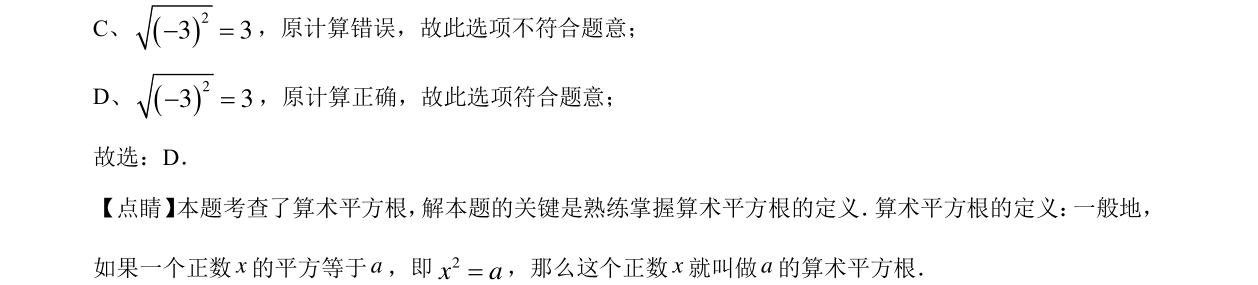 C、√(−3)² = 3，原计算错误，故此选项不符合题意；
D、√(−3)² = 3，原计算正确，故此选项符合题意；
故选：D．
【点睛】本题考查了算术平方根，解本题的关键是熟练掌握算术平方根的定义．算术平方根的定义：一般地，
如果一个正数 x 的平方等于 a，即 x² = a，那么这个正数 x 就叫做 a 的算术平方根．